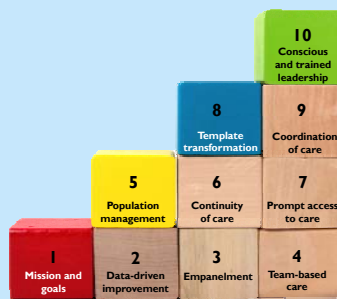 10
Conscious
and trained
leadership
8
Template
transformation
9
Coordination
of care
5
Population
management
6
Continuity
of care
7
Prompt access
to care
1
Mission and
goals
2
Data-driven
improvement
3
Empanelment
4
Team-based
care